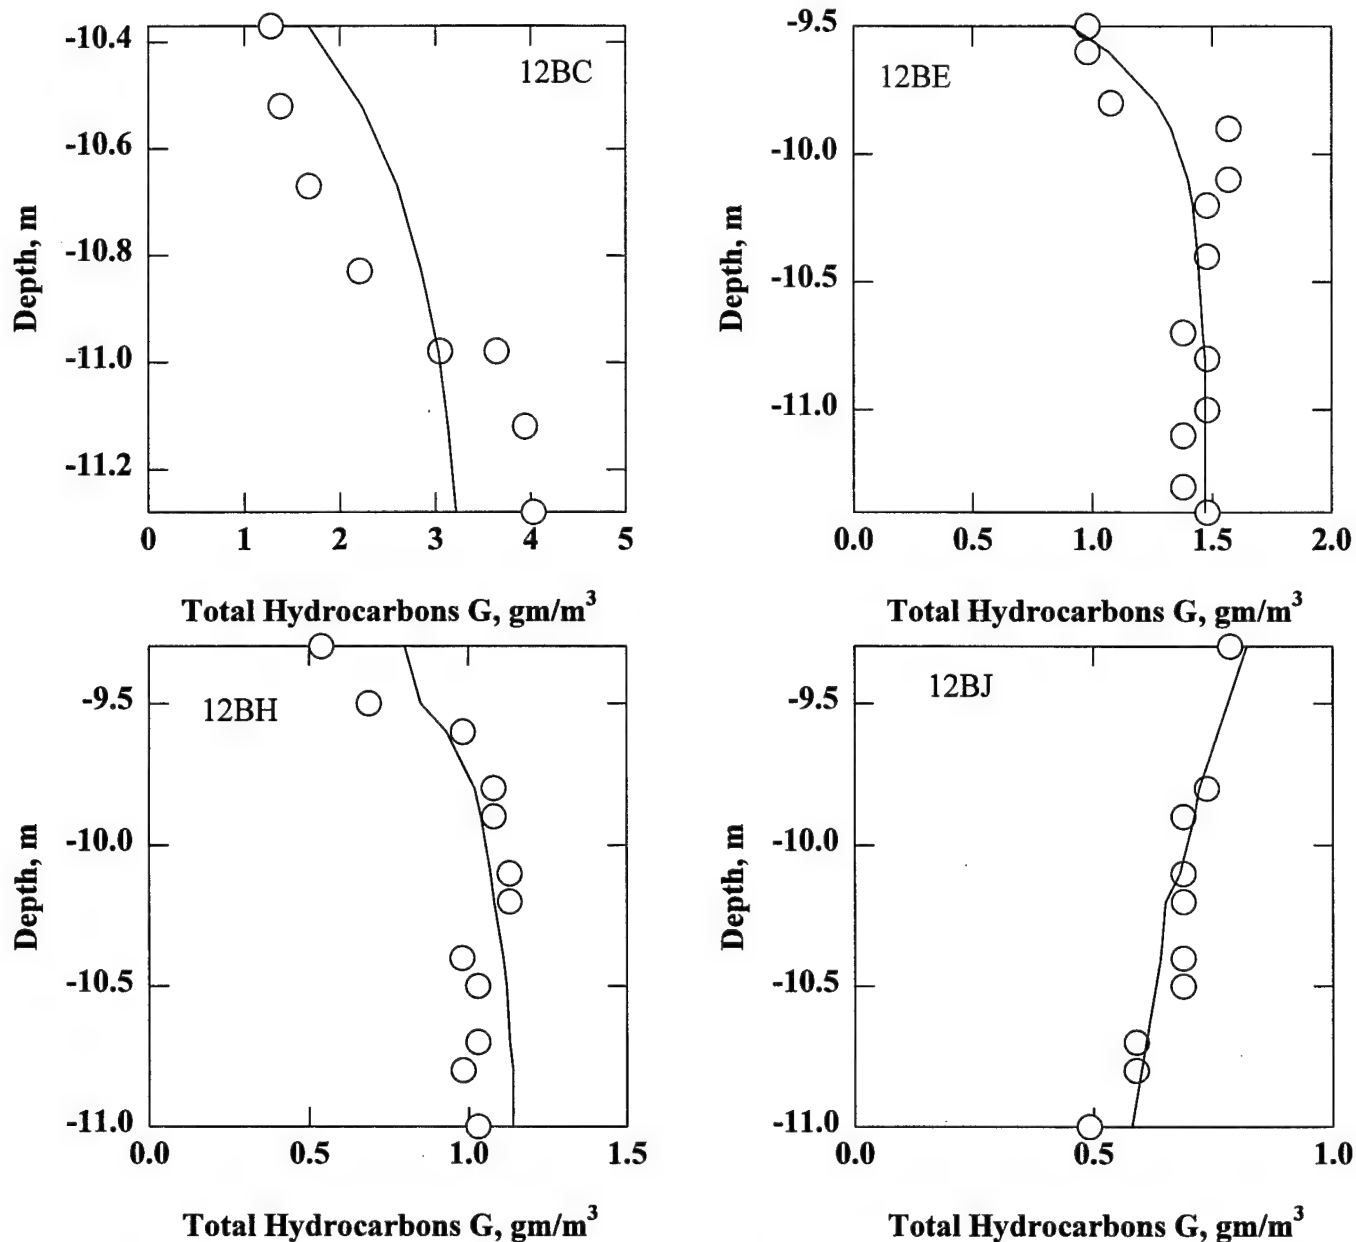 12BC
Depth, m
-10.4
-10.6
-10.8
-11.0
-11.2
0 1 2 3 4 5
Total Hydrocarbons G, gm/m³
12BE
Depth, m
-9.5
-10.0
-10.5
-11.0
0.0 0.5 1.0 1.5 2.0
Total Hydrocarbons G, gm/m³
12BH
Depth, m
-9.5
-10.0
-10.5
-11.0
0.0 0.5 1.0 1.5
Total Hydrocarbons G, gm/m³
12BJ
Depth, m
-9.5
-10.0
-10.5
-11.0
0.0 0.5 1.0
Total Hydrocarbons G, gm/m³